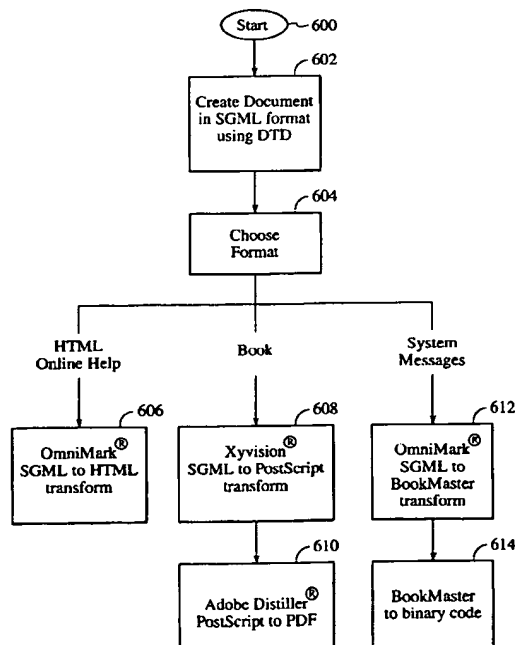 Start
600
602
Create Document
in SGML format
using DTD
604
Choose
Format
HTML
Online Help
Book
System
Messages
606
OmniMark®
SGML to HTML
transform
608
Xyvision®
SGML to PostScript
transform
612
OmniMark®
SGML to
BookMaster
transform
610
Adobe Distiller®
PostScript to PDF
614
BookMaster
to binary code